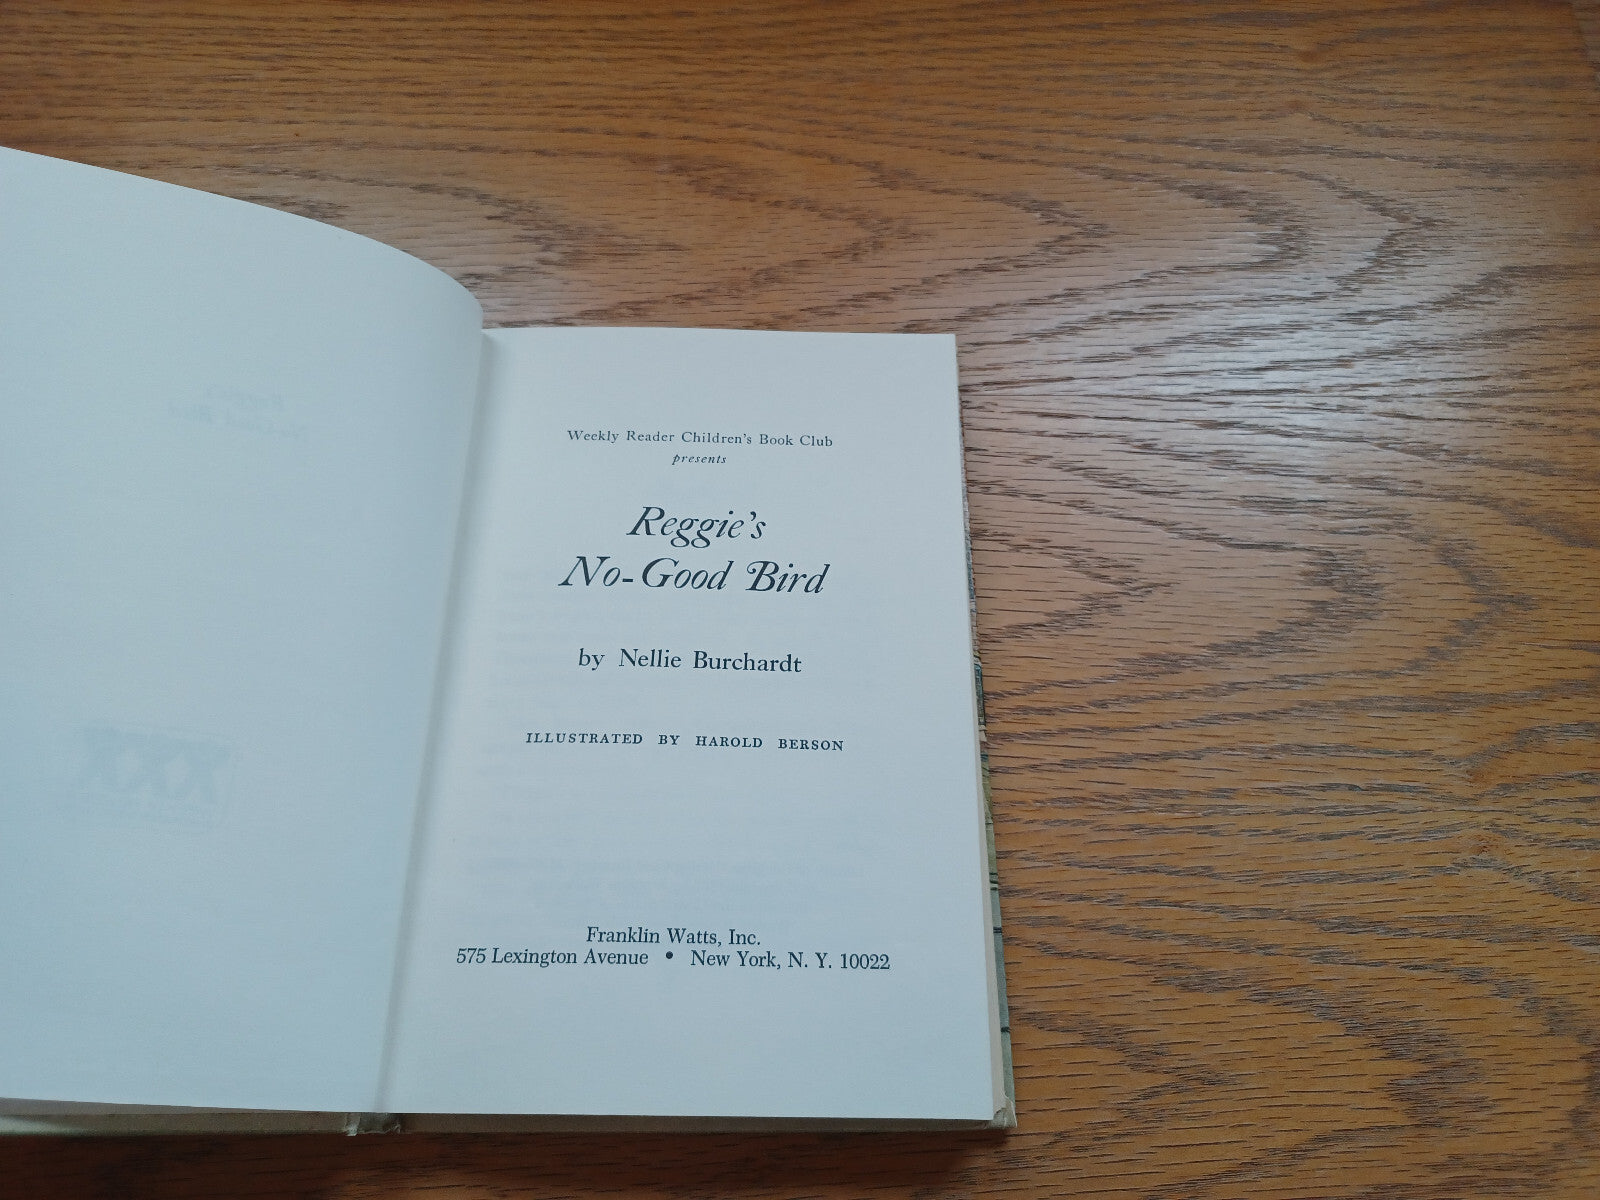 Weekly Reader Children's Book Club
presents
Reggie's
No-Good Bird
by Nellie Burchardt
ILLUSTRATED BY HAROLD BERSON
Franklin Watts, Inc.
575 Lexington Avenue • New York, N. Y. 10022